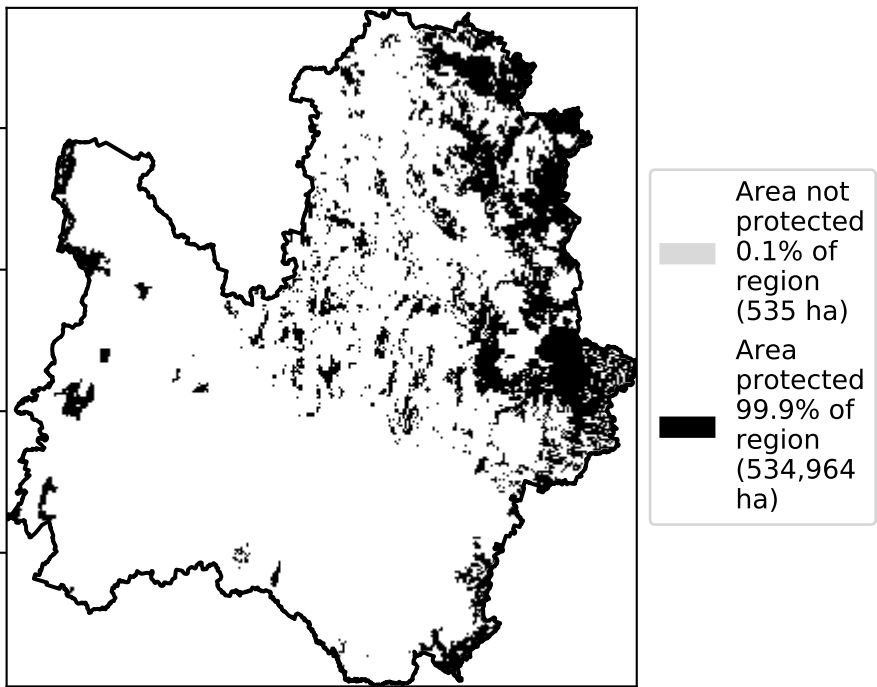 Area not
protected
0.1% of
region
(535 ha)
Area
protected
99.9% of
region
(534,964
ha)